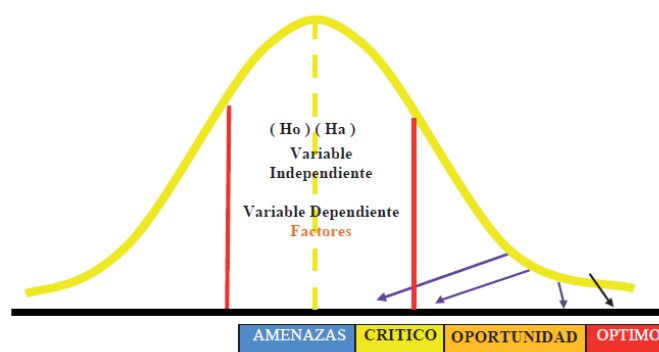 ( Ho ) ( Ha )
Variable
Independiente
Variable Dependiente
Factores
AMENAZAS CRITICO OPORTUNIDAD OPTIMO